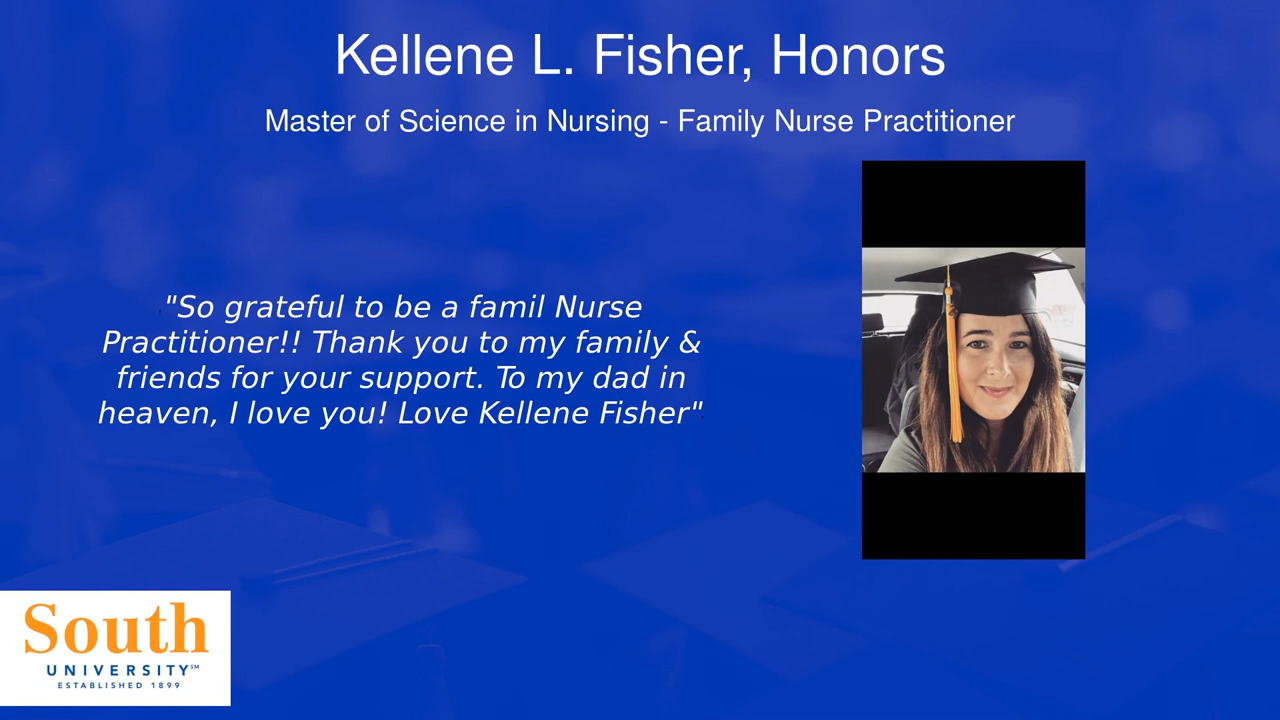 Kellene L. Fisher, Honors
Master of Science in Nursing - Family Nurse Practitioner
"So grateful to be a famil Nurse
Practitioner!! Thank you to my family &
friends for your support. To my dad in
heaven, I love you! Love Kellene Fisher"
South
UNIVERSITY℠
ESTABLISHED 1899